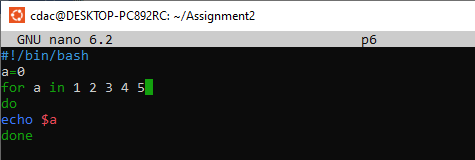 cdac@DESKTOP-PC892RC: ~/Assignment2
GNU nano 6.2 p6
#!/bin/bash
a=0
for a in 1 2 3 4 5
do
echo $a
done